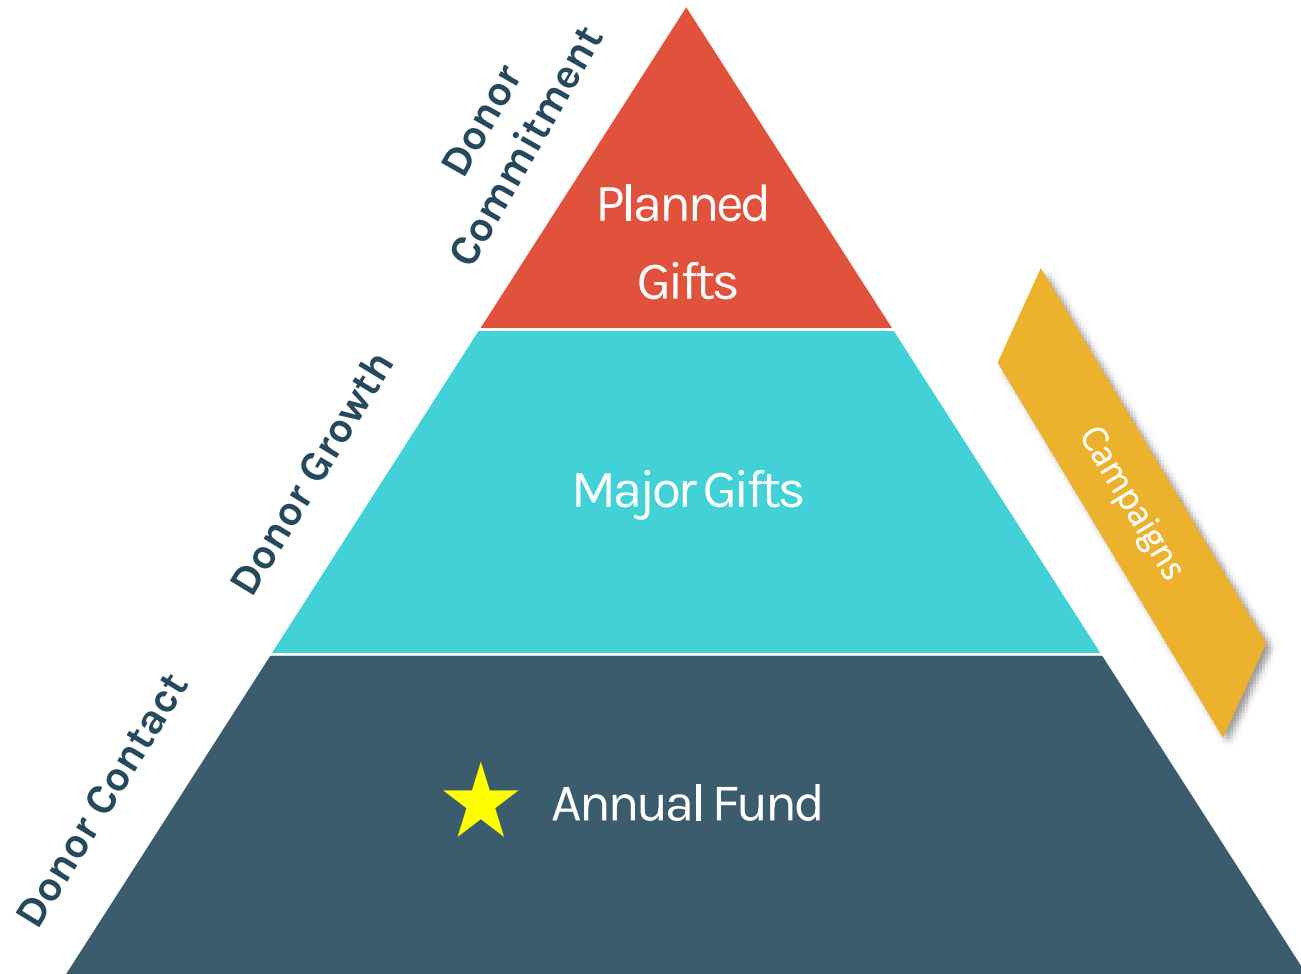 Donor
Commitment
Planned
Gifts
Donor Growth
Major Gifts
Campaigns
Donor Contact
Annual Fund